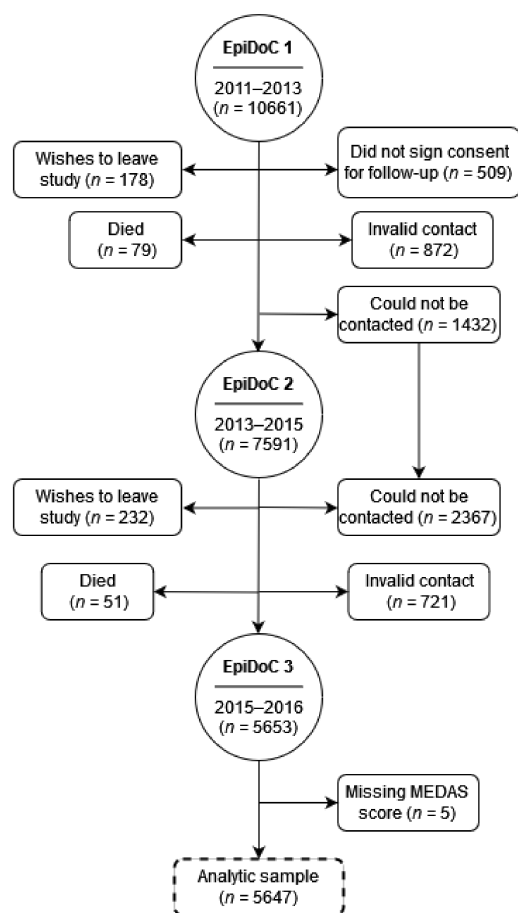 EpiDoC 1
2011–2013
(n = 10661)
Wishes to leave
study (n = 178)
Did not sign consent
for follow-up (n = 509)
Died
(n = 79)
Invalid contact
(n = 872)
Could not be
contacted (n = 1432)
EpiDoC 2
2013–2015
(n = 7591)
Wishes to leave
study (n = 232)
Could not be
contacted (n = 2367)
Died
(n = 51)
Invalid contact
(n = 721)
EpiDoC 3
2015–2016
(n = 5653)
Missing MEDAS
score (n = 5)
Analytic sample
(n = 5647)